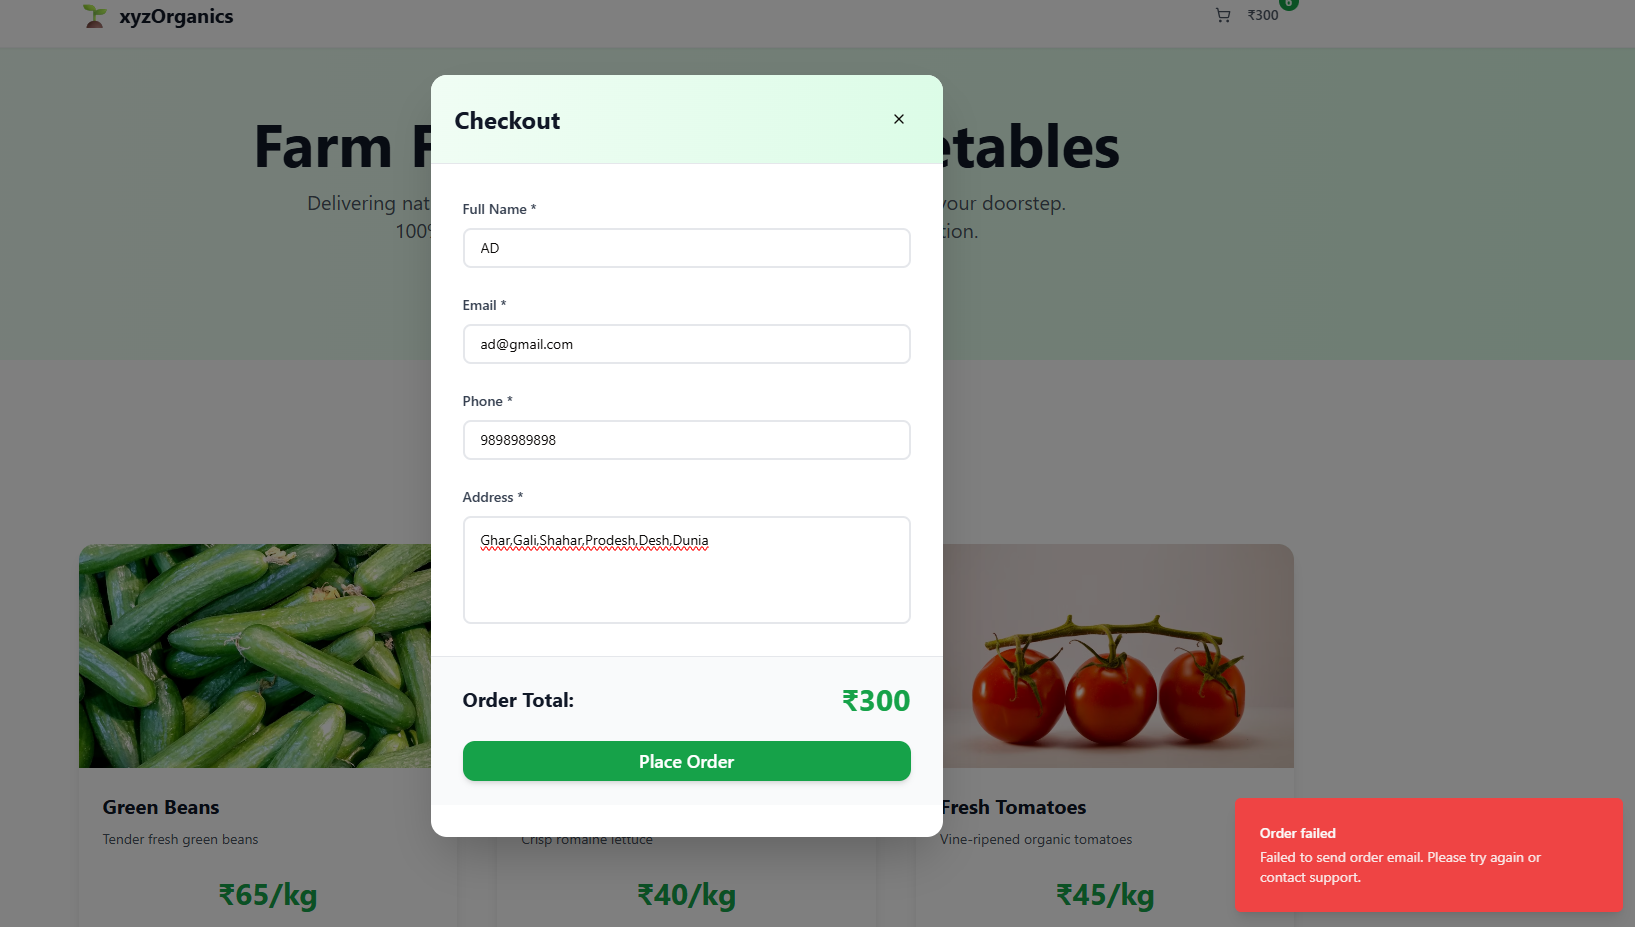 xyzOrganics
₹300
6
Farm F
etables
Delivering nat
your doorstep.
100%
tion.
Checkout
×
Full Name *
AD
Email *
ad@gmail.com
Phone *
9898989898
Address *
Ghar,Gali,Shahar,Prodesh,Desh,Dunia
Order Total:
₹300
Place Order
Green Beans
Tender fresh green beans
₹65/kg
Crisp romaine lettuce
₹40/kg
Fresh Tomatoes
Vine-ripened organic tomatoes
₹45/kg
Order failed
Failed to send order email. Please try again or
contact support.